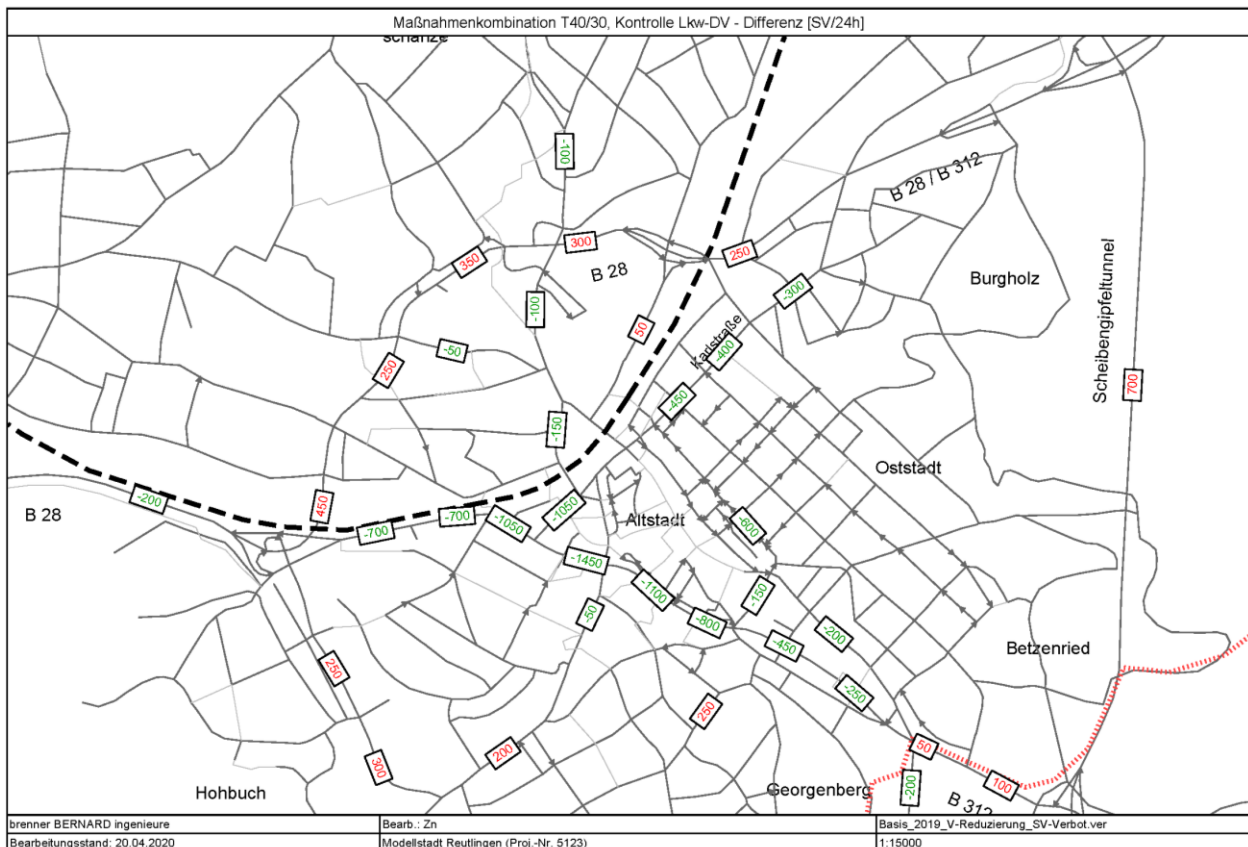 Maßnahmenkombination T40/30, Kontrolle Lkw-DV - Differenz [SV/24h]
schanze
-100
B 28 / B 312
300
250
350
B 28
Burgholz
-300
-100
50
Karlstraße
-400
-50
250
Scheibengipfeltunnel
700
-450
-150
Oststadt
-200
450
B 28
-700
-700
-1050
-1050
Altstadt
-600
-1450
-1100
-50
-150
-800
-200
-450
Betzenried
250
-250
250
200
50
300
Hohbuch
Georgenberg
-200
100
B 312
brenner BERNARD ingenieure
Bearb.: Zn
Basis_2019_V-Reduzierung_SV-Verbot.ver
Bearbeitungsstand: 20.04.2020
Modellstadt Reutlingen (Proj.-Nr. 5123)
1:15000